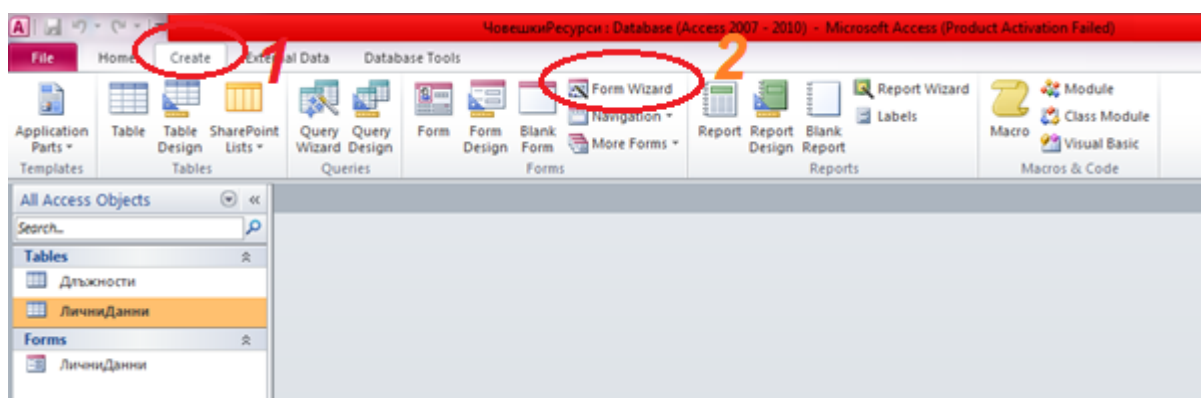 ЧовешкиРесурси : Database (Access 2007 - 2010) - Microsoft Access (Product Activation Failed)
File Home Create External Data Database Tools
1 2
Application Parts Table Table Design SharePoint Lists Query Wizard Query Design Form Form Design Blank Form Form Wizard Navigation More Forms Report Report Design Blank Report Report Wizard Labels Macro Module Class Module Visual Basic
Templates Tables Queries Forms Reports Macros & Code
All Access Objects
Search...
Tables
Длъжности
ЛичниДанни
Forms
ЛичниДанни